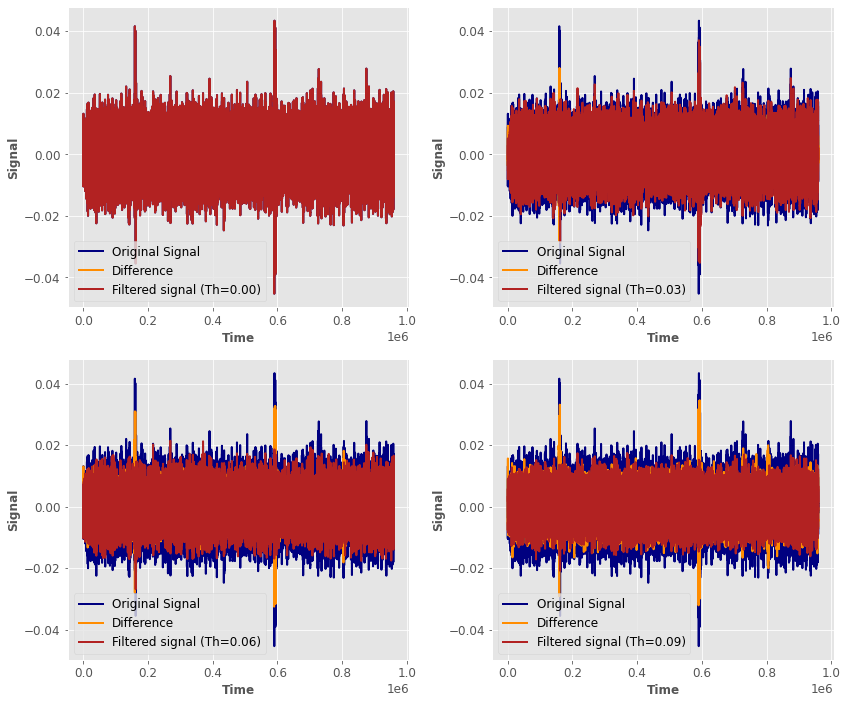 0.04
0.02
0.00
−0.02
−0.04
Signal
Original Signal
Difference
Filtered signal (Th=0.00)
0.0 0.2 0.4 0.6 0.8 1.0
Time
1e6
0.04
0.02
0.00
−0.02
−0.04
Signal
Original Signal
Difference
Filtered signal (Th=0.03)
0.0 0.2 0.4 0.6 0.8 1.0
Time
1e6
0.04
0.02
0.00
−0.02
−0.04
Signal
Original Signal
Difference
Filtered signal (Th=0.06)
0.0 0.2 0.4 0.6 0.8 1.0
Time
1e6
0.04
0.02
0.00
−0.02
−0.04
Signal
Original Signal
Difference
Filtered signal (Th=0.09)
0.0 0.2 0.4 0.6 0.8 1.0
Time
1e6